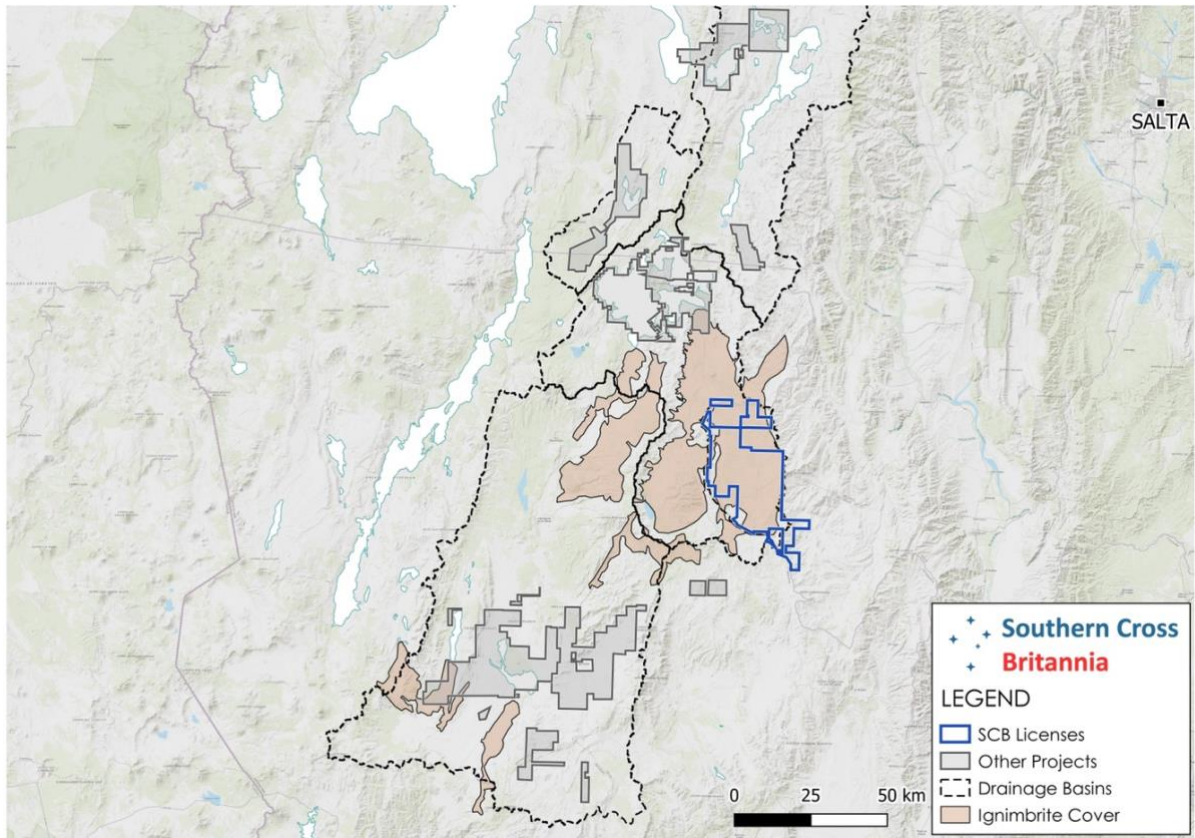 SALTA
Southern Cross
Britannia
LEGEND
SCB Licenses
Other Projects
Drainage Basins
Ignimbrite Cover
0 25 50 km